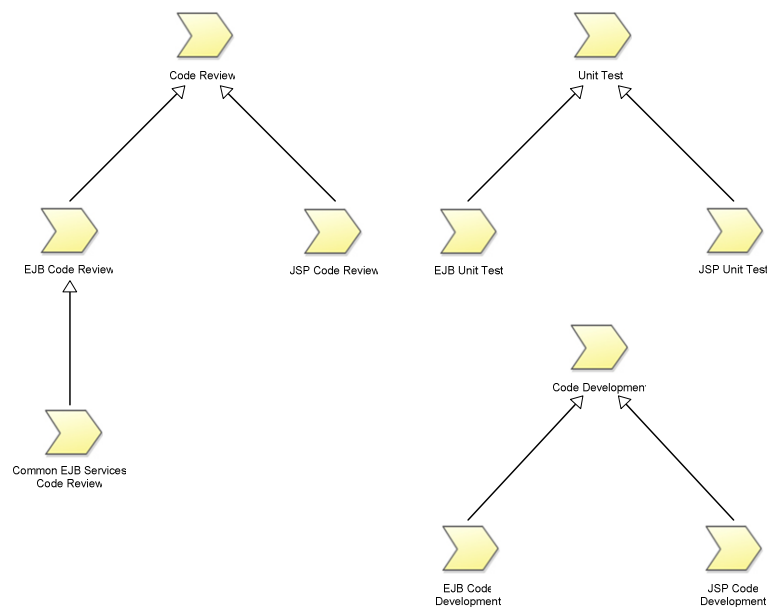 Code Review
Unit Test
EJB Code Review
JSP Code Review
EJB Unit Test
JSP Unit Test
Code Development
Common EJB Services
Code Review
EJB Code
Development
JSP Code
Development